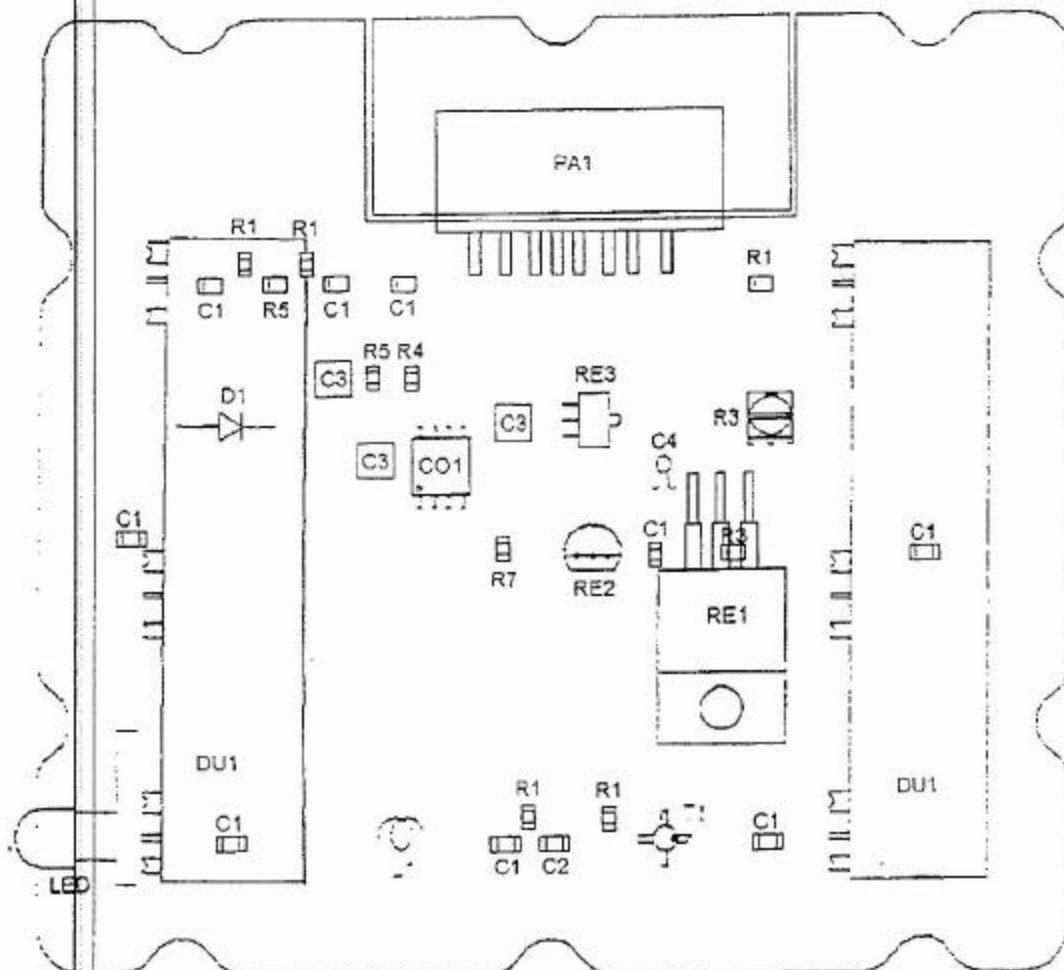 PA1
R1 R1 R1
C1 R5 C1 C1
R5 R4 RE3
C3
D1
C3 R3
C3 CO1 C4
C1 C1 R3 C1
R7 RE2 RE1
DU1 DU1
R1 R1
C1 C1 C2 C1
LED